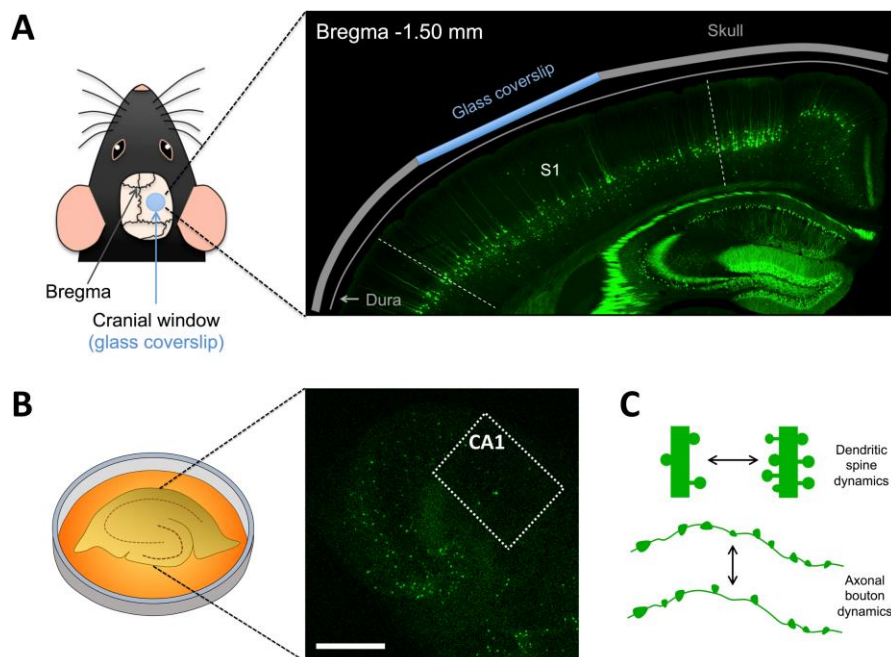 A
Bregma -1.50 mm
Skull
Glass coverslip
S1
Dura
Bregma
Cranial window
(glass coverslip)
B
CA1
C
Dendritic
spine
dynamics
Axonal
bouton
dynamics